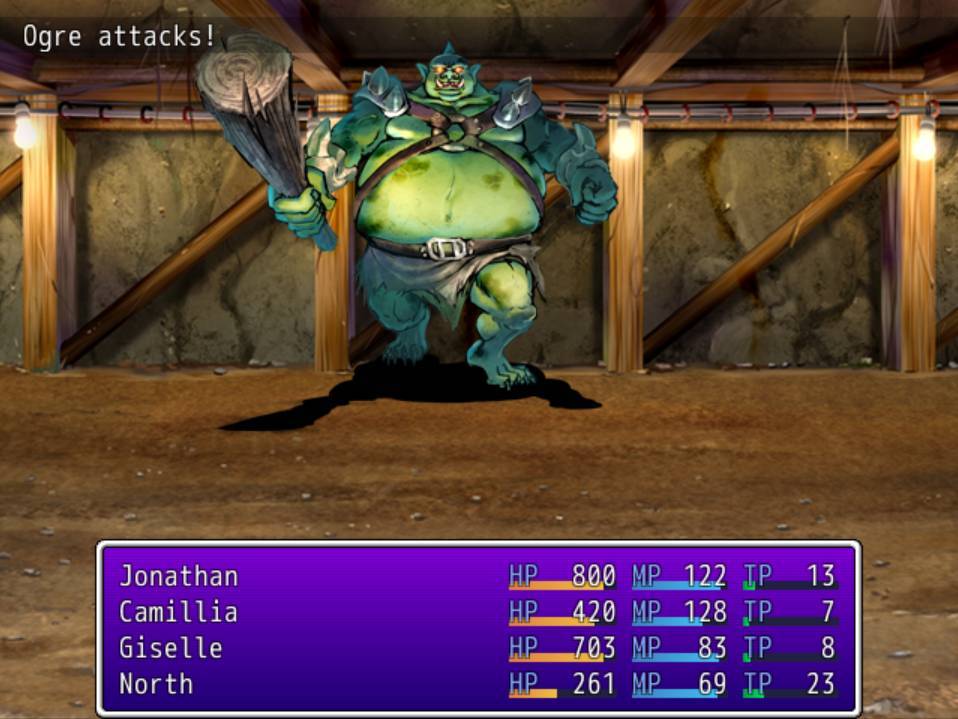 Ogre attacks!
Jonathan HP 800 MP 122 TP 13
Camillia HP 420 MP 128 TP 7
Giselle HP 703 MP 83 TP 8
North HP 261 MP 69 TP 23